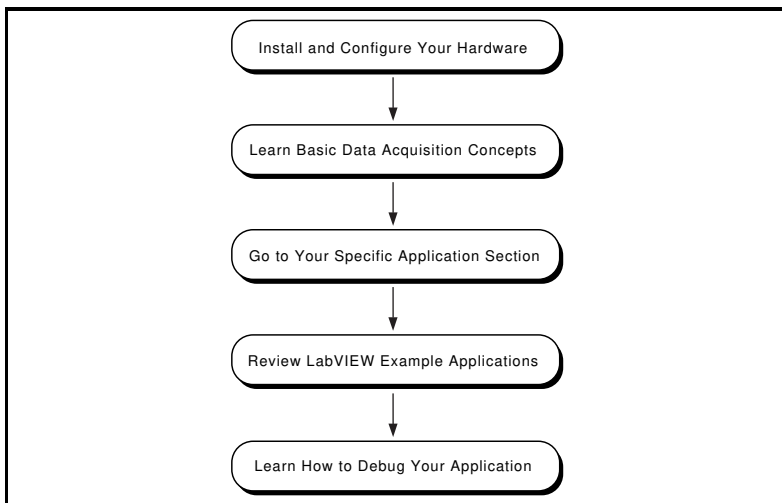 Install and Configure Your Hardware
Learn Basic Data Acquisition Concepts
Go to Your Specific Application Section
Review LabVIEW Example Applications
Learn How to Debug Your Application